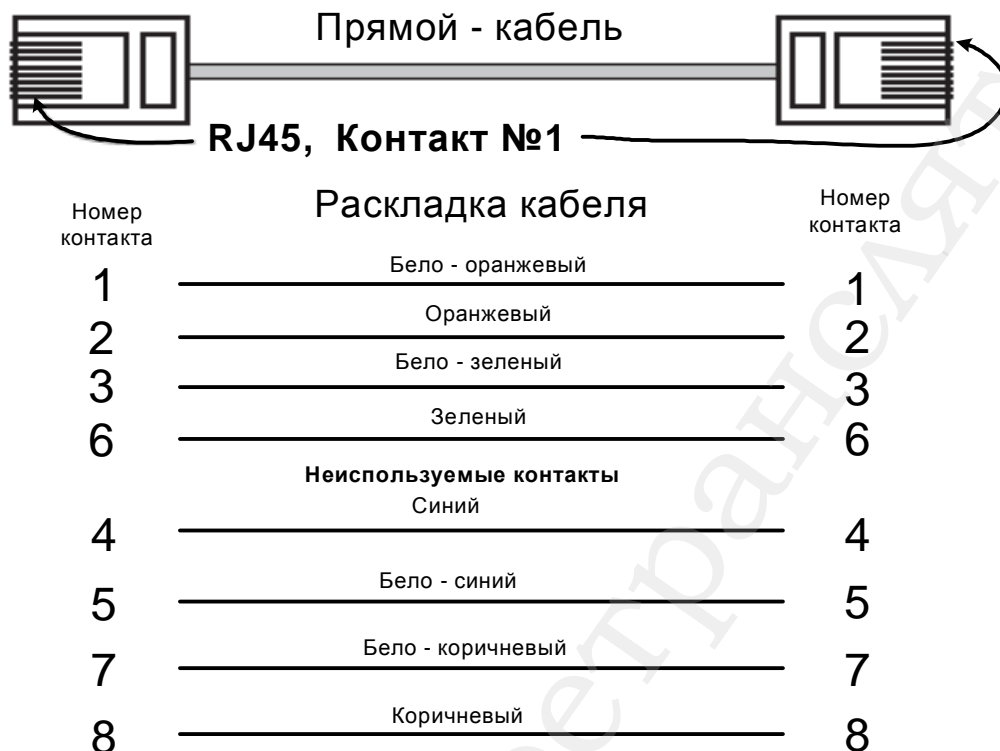 Прямой - кабель
RJ45, Контакт №1
Раскладка кабеля
Номер контакта
Номер контакта
1 Бело - оранжевый 1
2 Оранжевый 2
3 Бело - зеленый 3
6 Зеленый 6
Неиспользуемые контакты
4 Синий 4
5 Бело - синий 5
7 Бело - коричневый 7
8 Коричневый 8